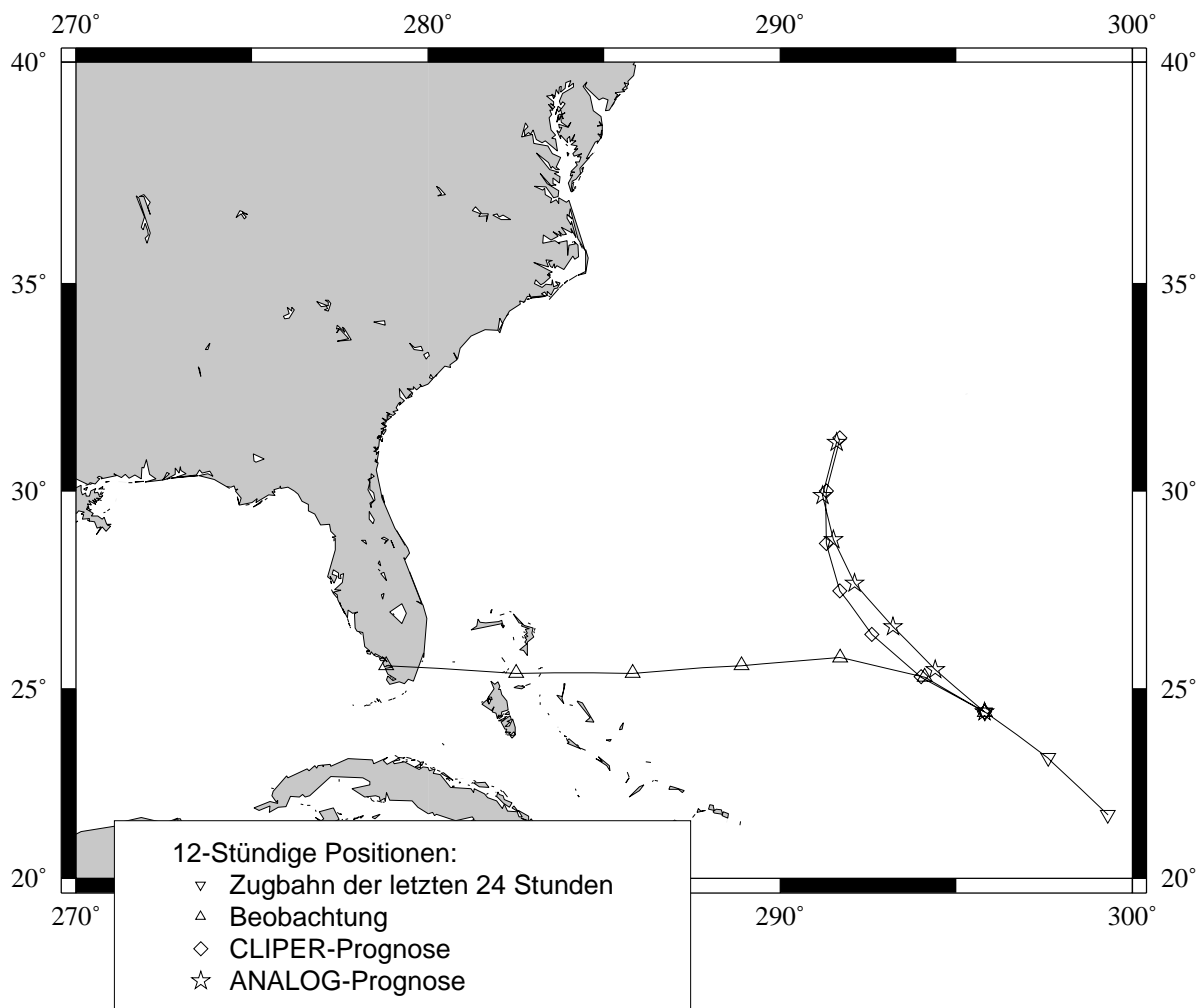 270˚ 280˚ 290˚ 300˚
40˚ 40˚
35˚ 35˚
30˚ 30˚
25˚ 25˚
20˚ 20˚
270˚ 290˚ 300˚
12-Stündige Positionen:
Zugbahn der letzten 24 Stunden
Beobachtung
CLIPER-Prognose
ANALOG-Prognose